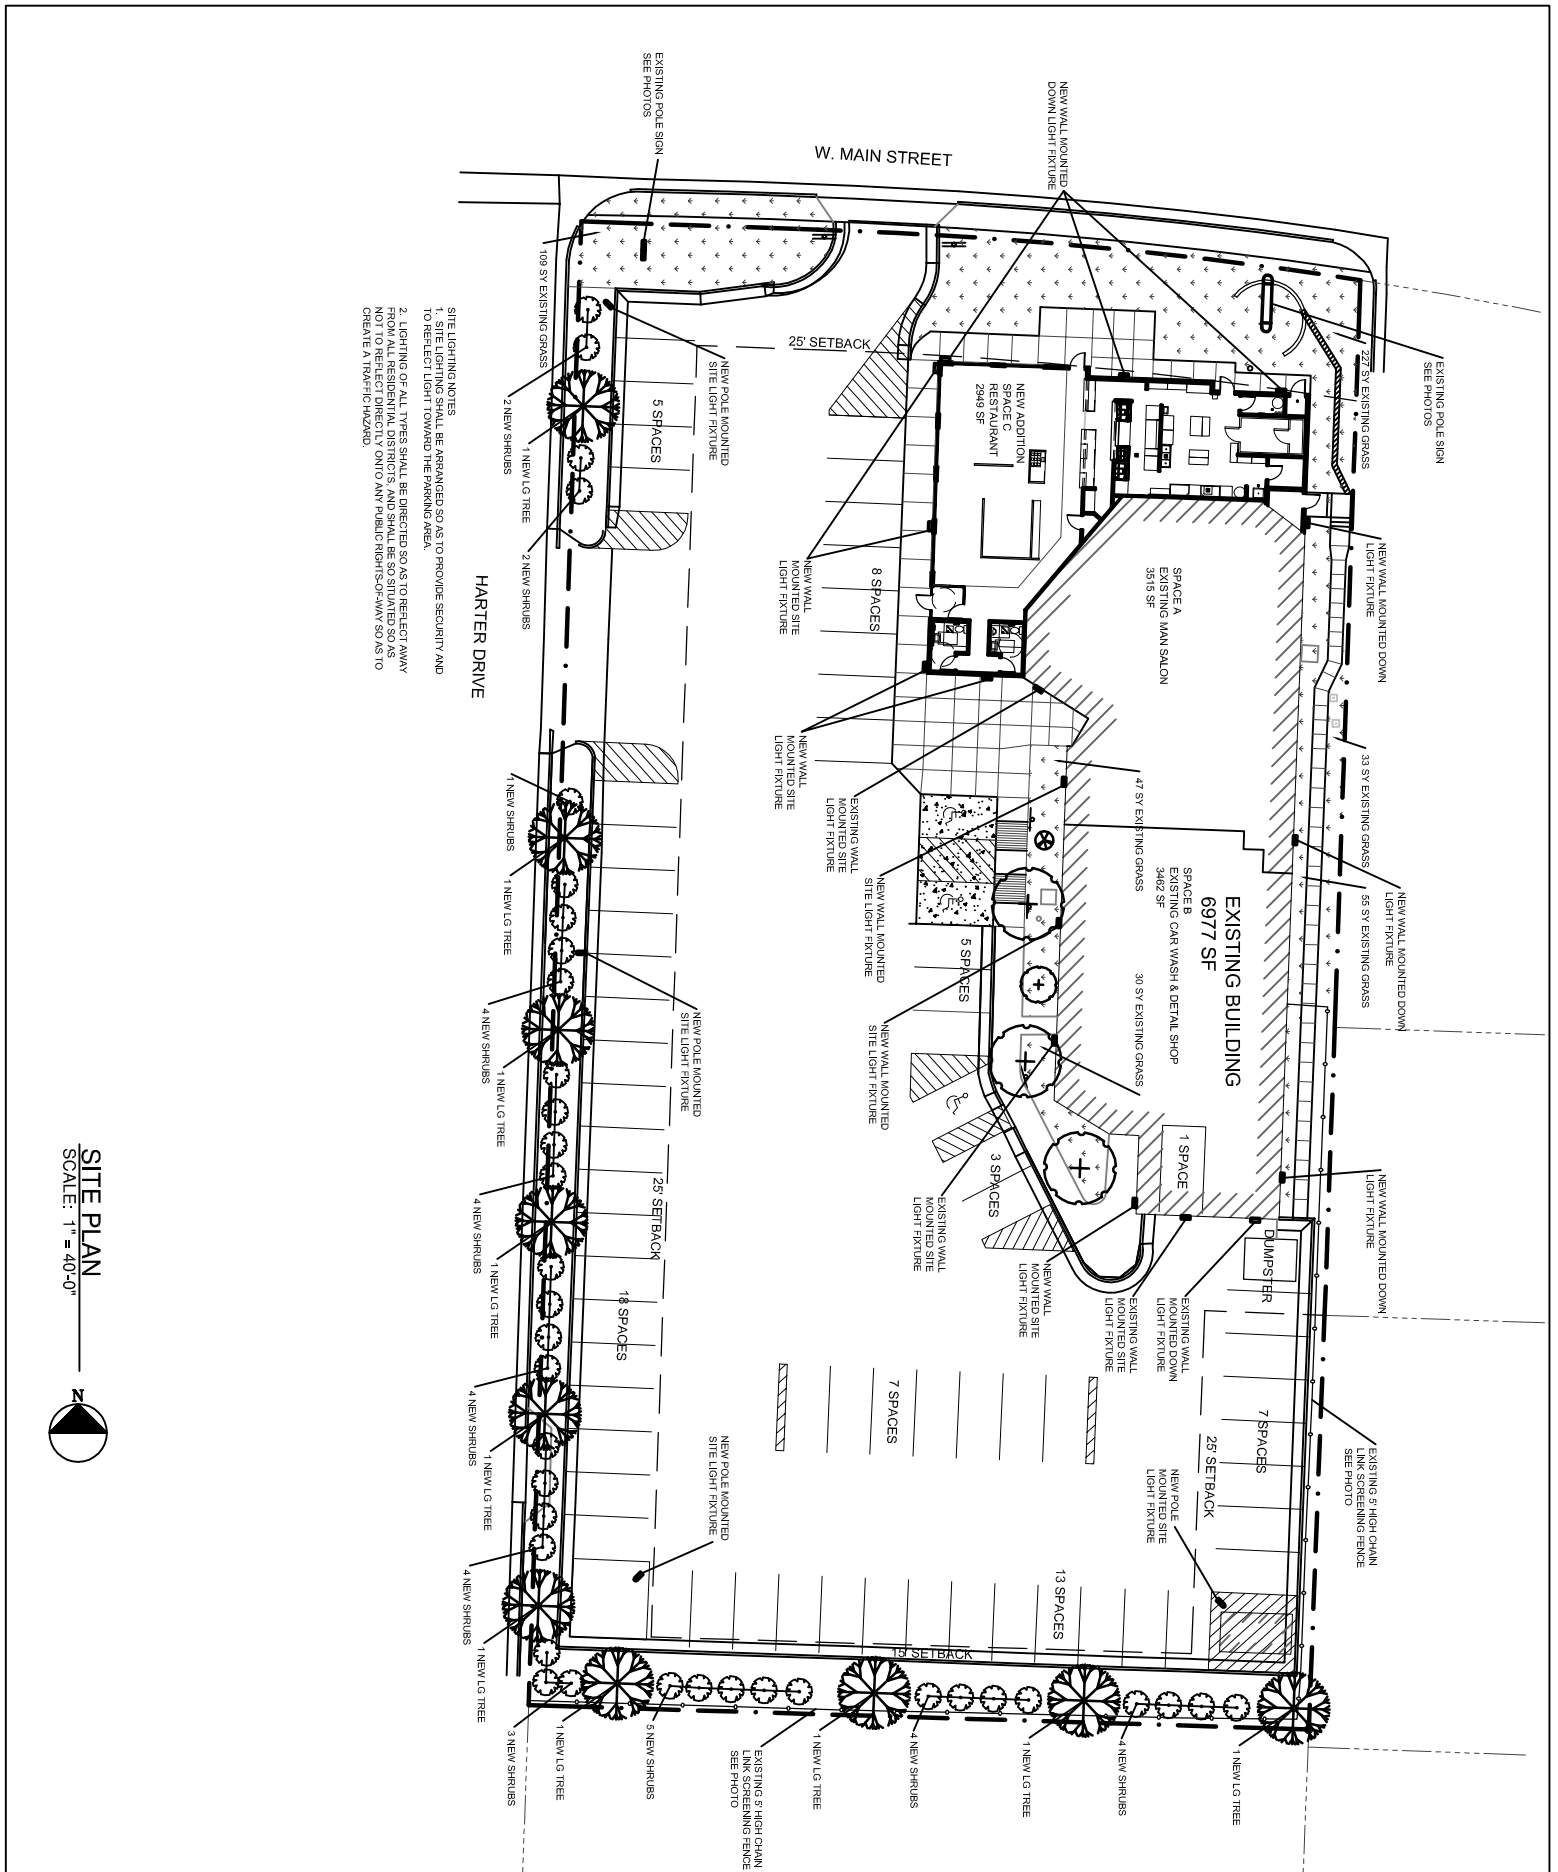 W. MAIN STREET
EXISTING POLE SIGN
SEE PHOTOS
NEW WALL MOUNTED
DOWN LIGHT FIXTURE
109 SY EXISTING GRASS
227 SY EXISTING GRASS
EXISTING POLE SIGN
SEE PHOTOS
25' SETBACK
NEW POLE MOUNTED
SITE LIGHT FIXTURE
5 SPACES
2 NEW SHRUBS
1 NEW LG TREE
2 NEW SHRUBS
NEW ADDITION
SPACE C
RESTAURANT
2949 SF
SITE LIGHTING NOTES
1. SITE LIGHTING SHALL BE ARRANGED SO AS TO PROVIDE SECURITY AND
TO REFLECT LIGHT TOWARD THE PARKING AREA.
2. LIGHTING OF ALL TYPES SHALL BE DIRECTED SO AS TO REFLECT AWAY
FROM ALL RESIDENTIAL DISTRICTS, AND SHALL BE SO SITUATED SO AS
NOT TO REFLECT DIRECTLY ONTO ANY PUBLIC RIGHTS-OF-WAY SO AS TO
CREATE A TRAFFIC HAZARD.
HARTER DRIVE
8 SPACES
NEW WALL
MOUNTED SITE
LIGHT FIXTURE
SPACE A
EXISTING MAN SALON
3515 SF
NEW WALL MOUNTED DOWN
LIGHT FIXTURE
NEW WALL
MOUNTED SITE
LIGHT FIXTURE
EXISTING WALL
MOUNTED SITE
LIGHT FIXTURE
47 SY EXISTING GRASS
33 SY EXISTING GRASS
1 NEW SHRUBS
1 NEW LG TREE
NEW WALL MOUNTED
SITE LIGHT FIXTURE
SPACE B
EXISTING CAR WASH & DETAIL SHOP
3462 SF
EXISTING BUILDING
6977 SF
55 SY EXISTING GRASS
NEW WALL MOUNTED DOWN
LIGHT FIXTURE
5 SPACES
30 SY EXISTING GRASS
4 NEW SHRUBS
1 NEW LG TREE
NEW POLE MOUNTED
SITE LIGHT FIXTURE
NEW WALL MOUNTED
SITE LIGHT FIXTURE
3 SPACES
1 SPACE
NEW WALL MOUNTED DOWN
LIGHT FIXTURE
25' SETBACK
EXISTING WALL
MOUNTED SITE
LIGHT FIXTURE
DUMPSTER
4 NEW SHRUBS
1 NEW LG TREE
NEW WALL
MOUNTED SITE
LIGHT FIXTURE
EXISTING WALL
MOUNTED SITE
LIGHT FIXTURE
EXISTING WALL
MOUNTED DOWN
LIGHT FIXTURE
18 SPACES
7 SPACES
7 SPACES
25' SETBACK
EXISTING 5' HIGH CHAIN
LINK SCREENING FENCE
SEE PHOTO
4 NEW SHRUBS
1 NEW LG TREE
NEW POLE MOUNTED
SITE LIGHT FIXTURE
NEW POLE
MOUNTED SITE
LIGHT FIXTURE
13 SPACES
4 NEW SHRUBS
1 NEW LG TREE
15' SETBACK
3 NEW SHRUBS
1 NEW LG TREE
5 NEW SHRUBS
EXISTING 5' HIGH CHAIN
LINK SCREENING FENCE
SEE PHOTO
1 NEW LG TREE
4 NEW SHRUBS
1 NEW LG TREE
4 NEW SHRUBS
1 NEW LG TREE
SITE PLAN
SCALE: 1" = 40'-0"
N